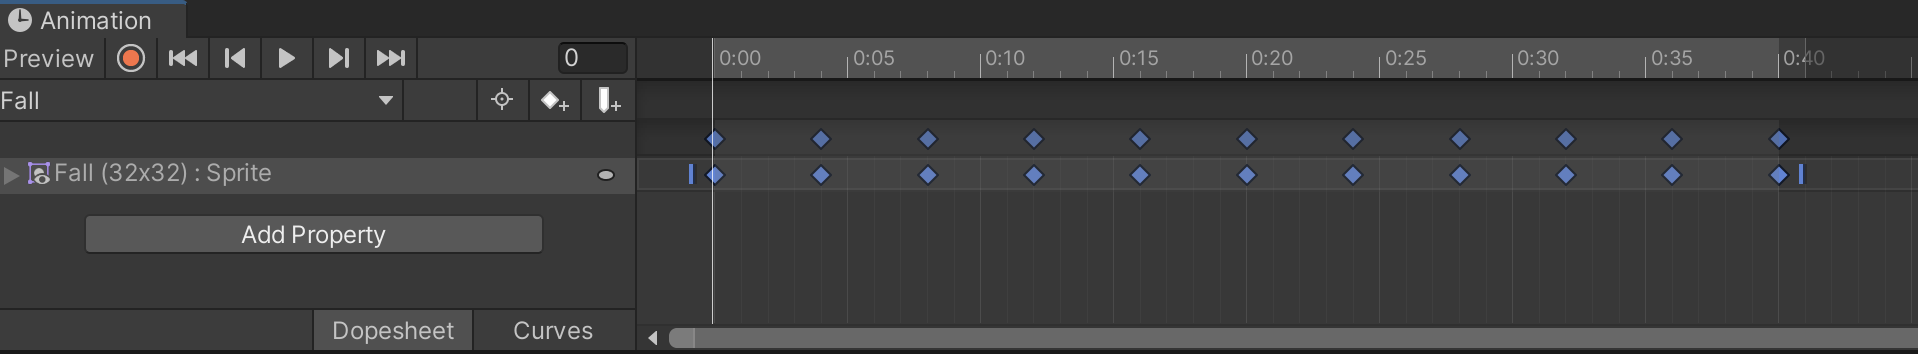 Animation
Preview
0
0:00 0:05 0:10 0:15 0:20 0:25 0:30 0:35 0:40
Fall
Fall (32x32) : Sprite
Add Property
Dopesheet Curves